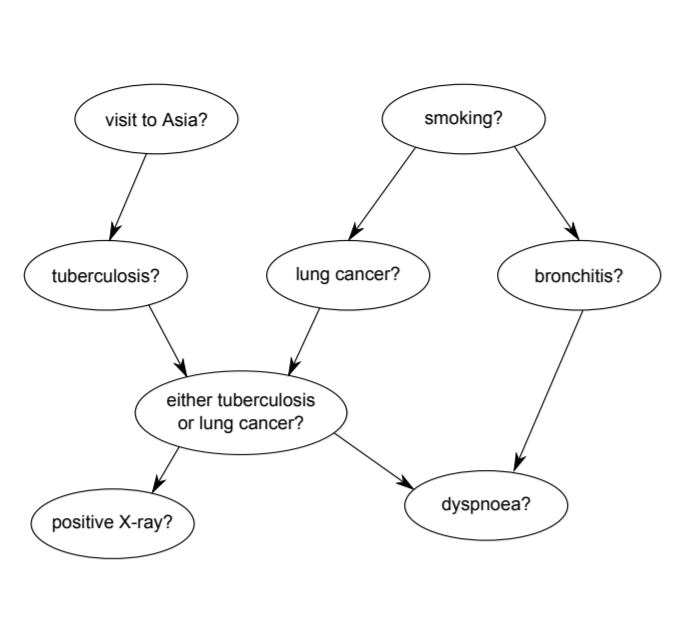 visit to Asia?
smoking?
tuberculosis?
lung cancer?
bronchitis?
either tuberculosis
or lung cancer?
positive X-ray?
dyspnoea?